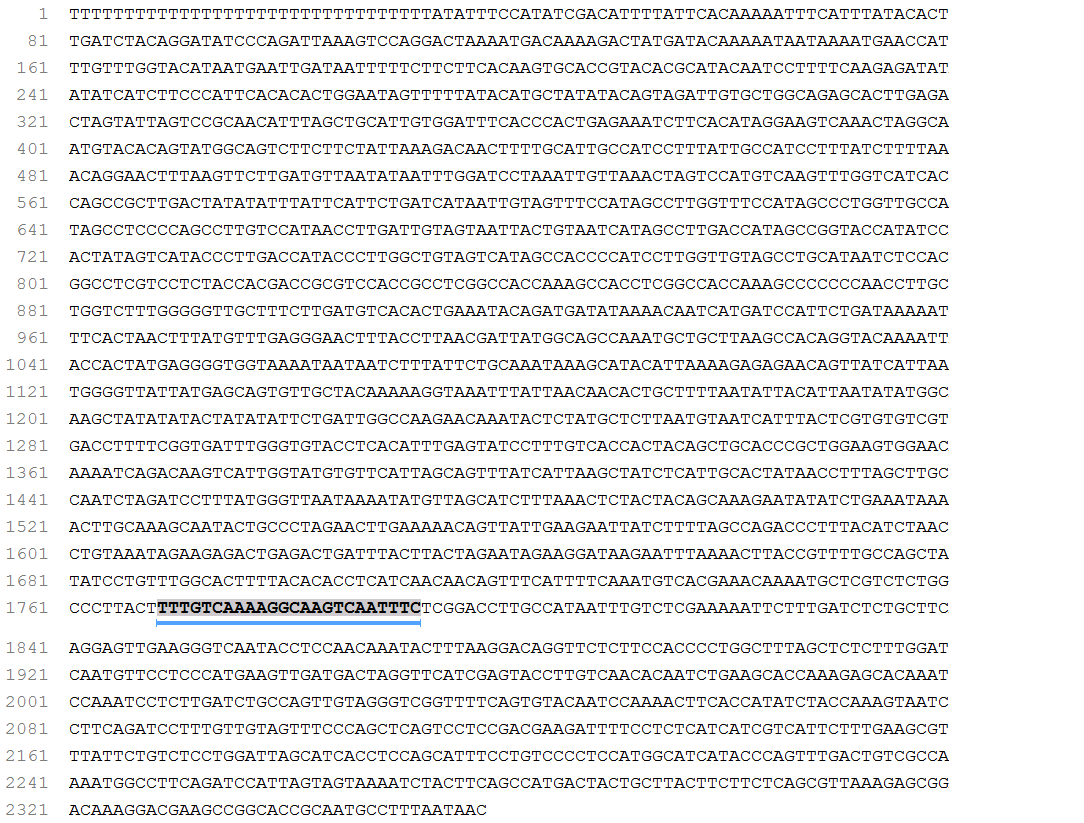 1 TTTTTTTTTTTTTTTTTTTTTTTTTTTTTTTTTATATTTCCATATCGACATTTTATTCACAAAAATTTCATTTATACACT
81 TGATCTACAGGATATCCCAGATTAAAGTCCAGGACTAAAATGACAAAAGACTATGATACAAAAATAATAAAATGAACCAT
161 TTGTTTGGTACATAATGAATTGATAATTTTTCTTCTTCACAAGTGCACCGTACACGCATACAATCCTTTTCAAGAGATAT
241 ATATCATCTTCCCATTCACACACTGGAATAGTTTTTATACATGCTATATACAGTAGATTGTGCTGGCAGAGCACTTGAGA
321 CTAGTATTAGTCCGCAACATTTAGCTGCATTGTGGATTTCACCCACTGAGAAATCTTCACATAGGAAGTCAAACTAGGCA
401 ATGTACACAGTATGGCAGTCTTCTTCTATTAAAGACAACTTTTGCATTGCCATCCTTTATTGCCATCCTTTATCTTTTAA
481 ACAGGAACTTTAAGTTCTTGATGTTAATATAATTTGGATCCTAAATTGTTAAACTAGTCCATGTCAAGTTTGGTCATCAC
561 CAGCCGCTTGACTATATATTTATTCATTCTGATCATAATTGTAGTTTCCATAGCCTTGGTTTCCATAGCCCTGGTTGCCA
641 TAGCCTCCCCAGCCTTGTCCATAACCTTGATTGTAGTAATTACTGTAATCATAGCCTTGACCATAGCCGGTACCATATCC
721 ACTATAGTCATACCCTTGACCATACCCTTGGCTGTAGTCATAGCCACCCCATCCTTGGTTGTAGCCTGCATAATCTCCAC
801 GGCCTCGTCCTCTACCACGACCGCGTCCACCGCCTCGGCCACCAAAGCCACCTCGGCCACCAAAGCCCCCCCAACCTTGC
881 TGGTCTTTGGGGGTTGCTTTCTTGATGTCACACTGAAATACAGATGATATAAAACAATCATGATCCATTCTGATAAAAAT
961 TTCACTAACTTTATGTTTGAGGGAACTTTACCTTAACGATTATGGCAGCCAAATGCTGCTTAAGCCACAGGTACAAAATT
1041 ACCACTATGAGGGGTGGTAAAATAATAATCTTTATTCTGCAAATAAAGCATACATTAAAAGAGAGAACAGTTATCATTAA
1121 TGGGGTTATTATGAGCAGTGTTGCTACAAAAAGGTAAATTTATTAACAACACTGCTTTTAATATTACATTAATATATGGC
1201 AAGCTATATATACTATATATTCTGATTGGCCAAGAACAAATACTCTATGCTCTTAATGTAATCATTTACTCGTGTGTCGT
1281 GACCTTTTCGGTGATTTGGGTGTACCTCACATTTGAGTATCCTTTGTCACCACTACAGCTGCACCCGCTGGAAGTGGAAC
1361 AAAATCAGACAAGTCATTGGTATGTGTTCATTAGCAGTTTATCATTAAGCTATCTCATTGCACTATAACCTTTAGCTTGC
1441 CAATCTAGATCCTTTATGGGTTAATAAAATATGTTAGCATCTTTAAACTCTACTACAGCAAAGAATATATCTGAAATAAA
1521 ACTTGCAAAGCAATACTGCCCTAGAACTTGAAAAACAGTTATTGAAGAATTATCTTTTAGCCAGACCCTTTACATCTAAC
1601 CTGTAAATAGAAGAGACTGAGACTGATTTACTTACTAGAATAGAAGGATAAGAATTTAAAACTTACCGTTTTGCCAGCTA
1681 TATCCTGTTTGGCACTTTTACACACCTCATCAACAACAGTTTCATTTTCAAATGTCACGAAACAAAATGCTCGTCTCTGG
1761 CCCTTACTTTTGTCAAAAGGCAAGTCAATTTCTCGGACCTTGCCATAATTTGTCTCGAAAAATTCTTTGATCTCTGCTTC
1841 AGGAGTTGAAGGGTCAATACCTCCAACAAATACTTTAAGGACAGGTTCTCTTCCACCCCTGGCTTTAGCTCTCTTTGGAT
1921 CAATGTTCCTCCCATGAAGTTGATGACTAGGTTCATCGAGTACCTTGTCAACACAATCTGAAGCACCAAAGAGCACAAAT
2001 CCAAATCCTCTTGATCTGCCAGTTGTAGGGTCGGTTTTCAGTGTACAATCCAAAACTTCACCATATCTACCAAAGTAATC
2081 CTTCAGATCCTTTGTTGTAGTTTCCCAGCTCAGTCCTCCGACGAAGATTTTCCTCTCATCATCGTCATTCTTTGAAGCGT
2161 TTATTCTGTCTCCTGGATTAGCATCACCTCCAGCATTTCCTGTCCCCTCCATGGCATCATACCCAGTTTGACTGTCGCCA
2241 AAATGGCCTTCAGATCCATTAGTAGTAAAATCTACTTCAGCCATGACTACTGCTTACTTCTTCTCAGCGTTAAAGAGCGG
2321 ACAAAGGACGAAGCCGGCACCGCAATGCCTTTAATAAC